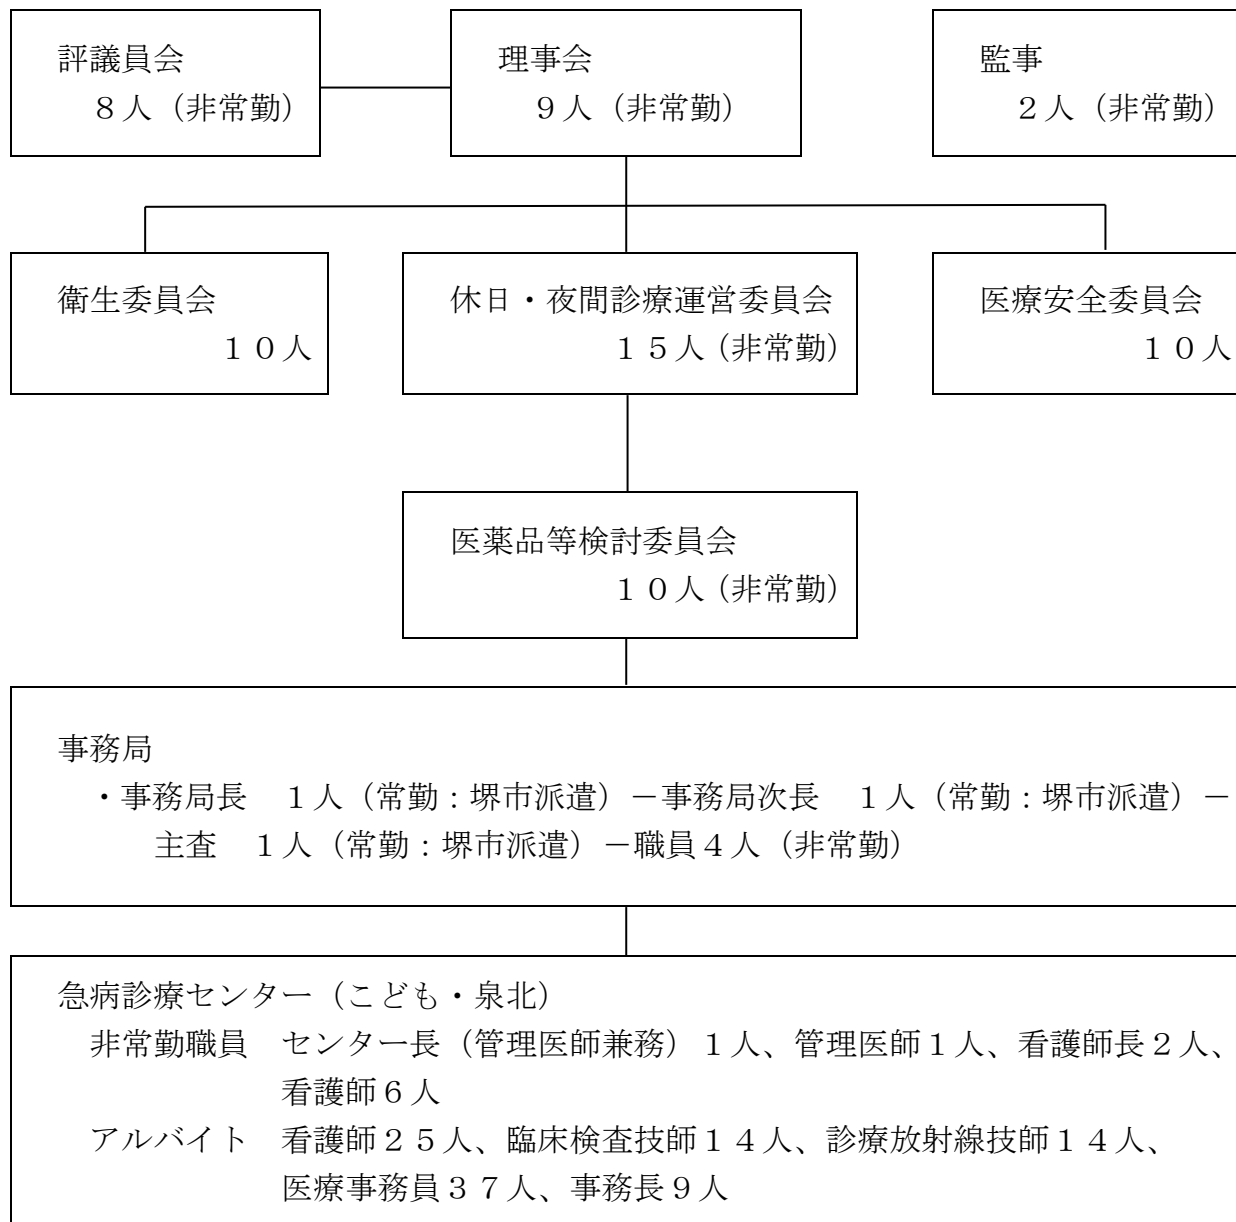 評議員会
８人（非常勤）
理事会
９人（非常勤）
監事
２人（非常勤）
衛生委員会
１０人
休日・夜間診療運営委員会
１５人（非常勤）
医療安全委員会
１０人
医薬品等検討委員会
１０人（非常勤）
事務局
・事務局長　１人（常勤：堺市派遣）－事務局次長　１人（常勤：堺市派遣）－
主査　１人（常勤：堺市派遣）－職員４人（非常勤）
急病診療センター（こども・泉北）
非常勤職員　センター長（管理医師兼務）１人、管理医師１人、看護師長２人、
看護師６人
アルバイト　看護師２５人、臨床検査技師１４人、診療放射線技師１４人、
医療事務員３７人、事務長９人